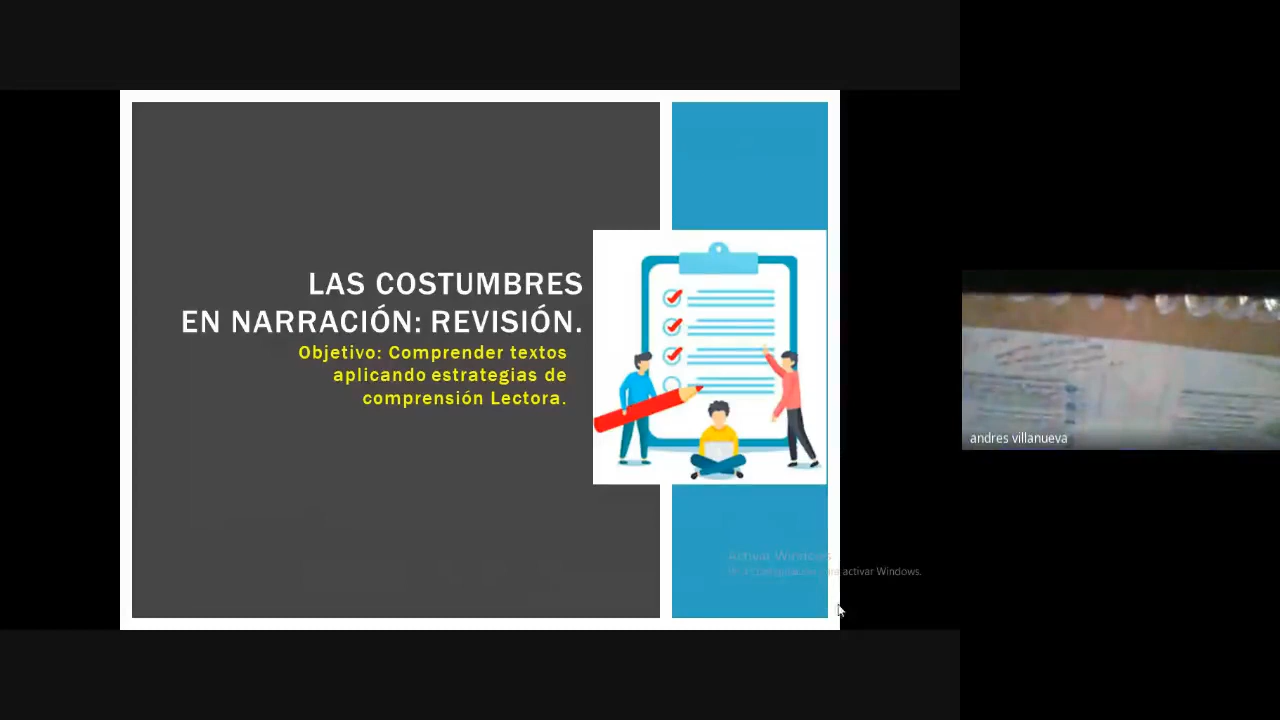 LAS COSTUMBRES
EN NARRACIÓN: REVISIÓN.
Objetivo: Comprender textos
aplicando estrategias de
comprensión Lectora.
Activar Windows
para activar Windows.
andres villanueva